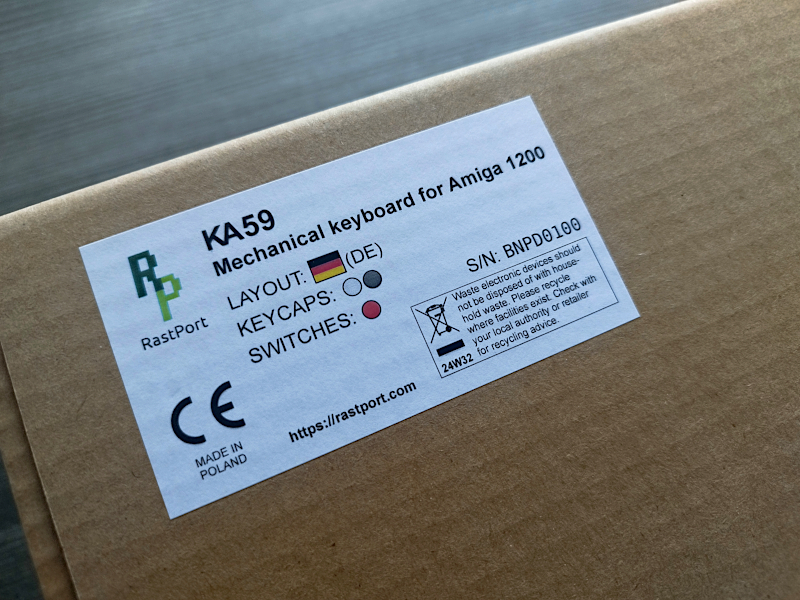 RP
RastPort
KA59
Mechanical keyboard for Amiga 1200
LAYOUT: (DE)
KEYCAPS:
SWITCHES:
S/N: BNPD0100
Waste electronic devices should
not be disposed of with house-
hold waste. Please recycle
where facilities exist. Check with
your local authority or retailer
for recycling advice.
24W32
CE
MADE IN
POLAND
https://rastport.com